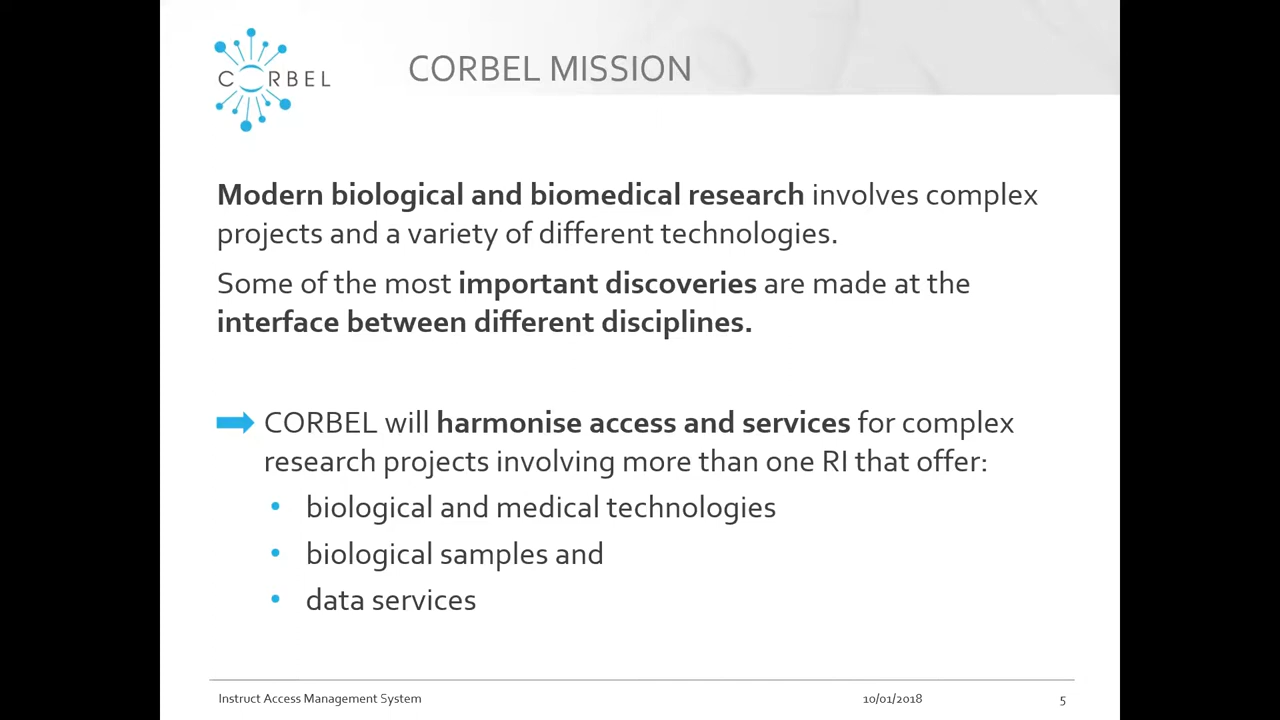 CORBEL
CORBEL MISSION
Modern biological and biomedical research involves complex
projects and a variety of different technologies.
Some of the most important discoveries are made at the
interface between different disciplines.
CORBEL will harmonise access and services for complex
research projects involving more than one RI that offer:
• biological and medical technologies
• biological samples and
• data services
Instruct Access Management System
10/01/2018
5